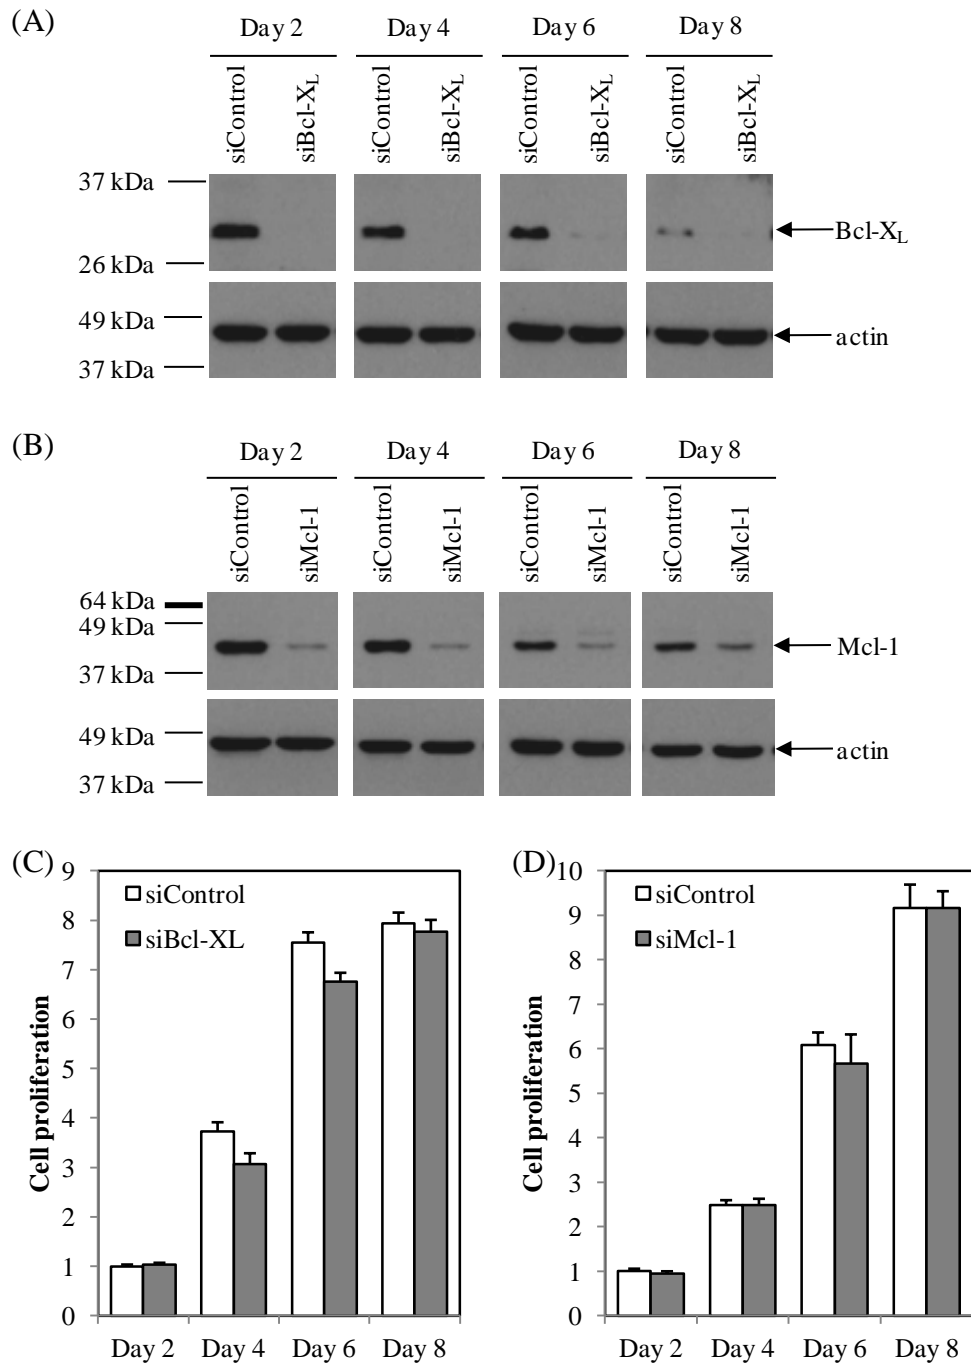 (A)
Day 2 Day 4 Day 6 Day 8
siControl siBcl-XL siControl siBcl-XL siControl siBcl-XL siControl siBcl-XL
37 kDa
Bcl-XL
26 kDa
49 kDa
actin
37 kDa
(B)
Day 2 Day 4 Day 6 Day 8
siControl siMcl-1 siControl siMcl-1 siControl siMcl-1 siControl siMcl-1
64 kDa
49 kDa
Mcl-1
37 kDa
49 kDa
actin
37 kDa
(C)
Cell proliferation
9
8
7
6
5
4
3
2
1
0
siControl
siBcl-XL
Day 2 Day 4 Day 6 Day 8
(D)
Cell proliferation
10
9
8
7
6
5
4
3
2
1
0
siControl
siMcl-1
Day 2 Day 4 Day 6 Day 8